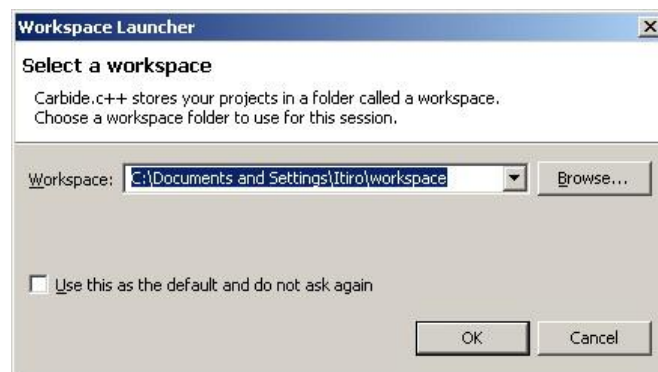 Workspace Launcher
Select a workspace
Carbide.c++ stores your projects in a folder called a workspace.
Choose a workspace folder to use for this session.
Workspace: C:\Documents and Settings\Itiro\workspace Browse...
Use this as the default and do not ask again
OK Cancel